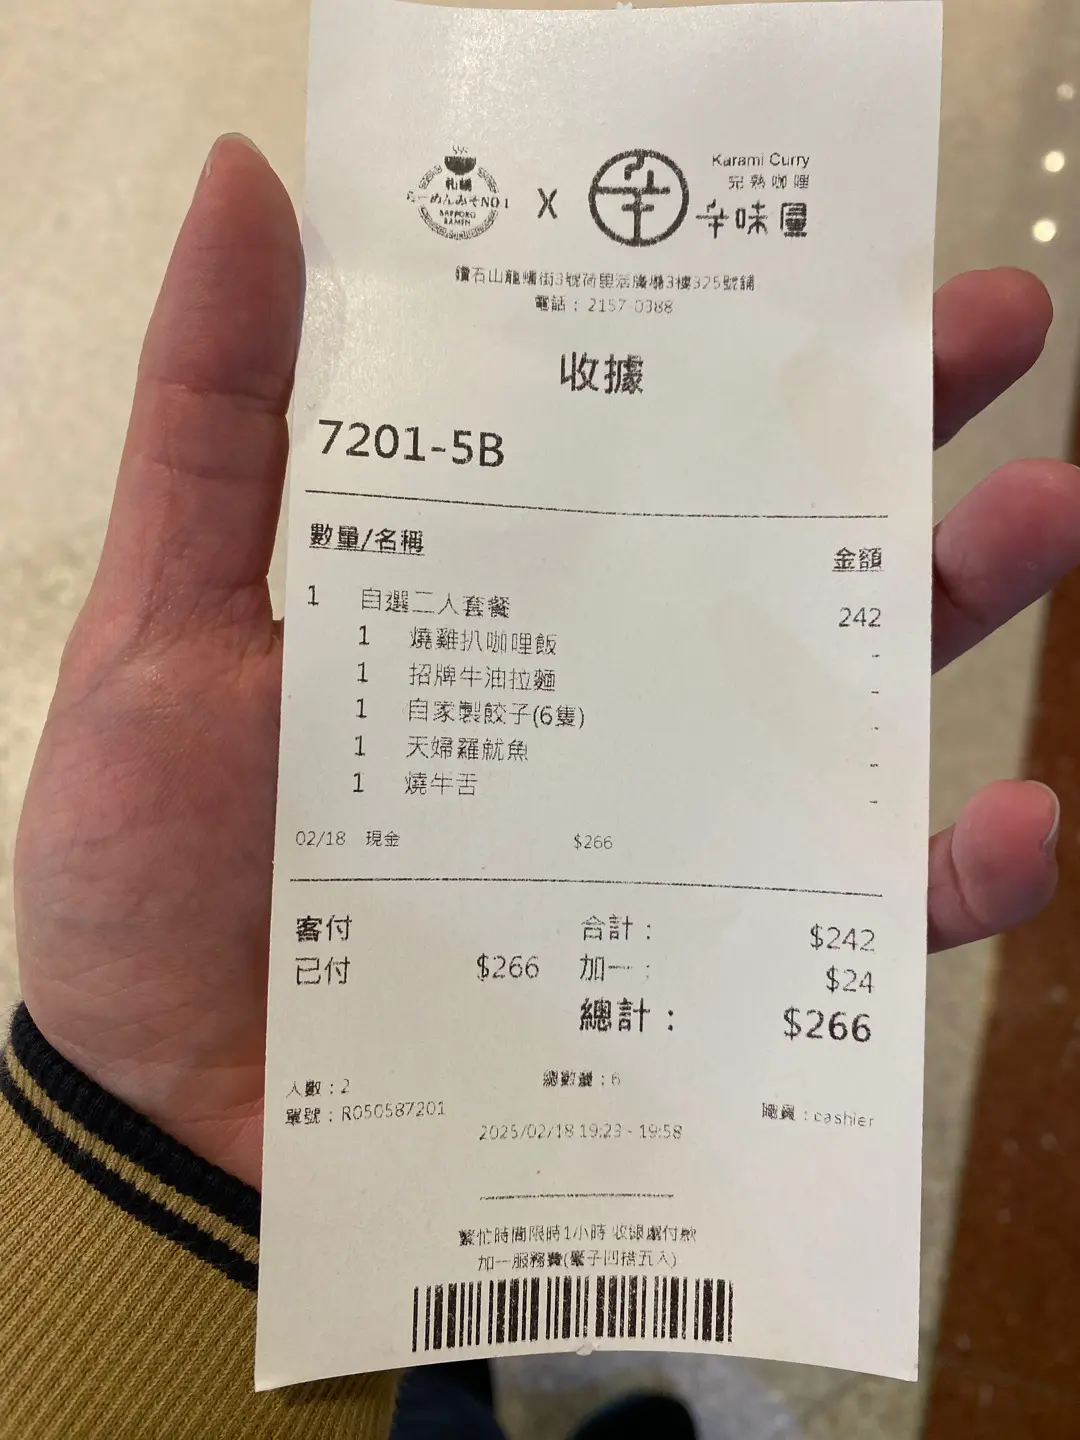 札幌
らーめんみそNO.1
SAPPORO
RAMEN
X
辛
Karami Curry
完熟咖哩
辛味屋
鑽石山龍蟠街3號荷里活廣場3樓325號舖
電話：2157-0388
收據
7201-5B
數量/名稱 金額
1 自選二人套餐 242
1 燒雞扒咖哩飯 -
1 招牌牛油拉麵 -
1 自家製餃子(6隻) -
1 天婦羅魷魚 -
1 燒牛舌 -
02/18 現金 $266
客付 合計： $242
已付 $266 加一： $24
總計： $266
人數：2 總數量：6
單號：R050587201 職員：cashier
2025/02/18 19:23 - 19:58
繁忙時間限時1小時 收銀處付款
加一服務費(毫子四捨五入)